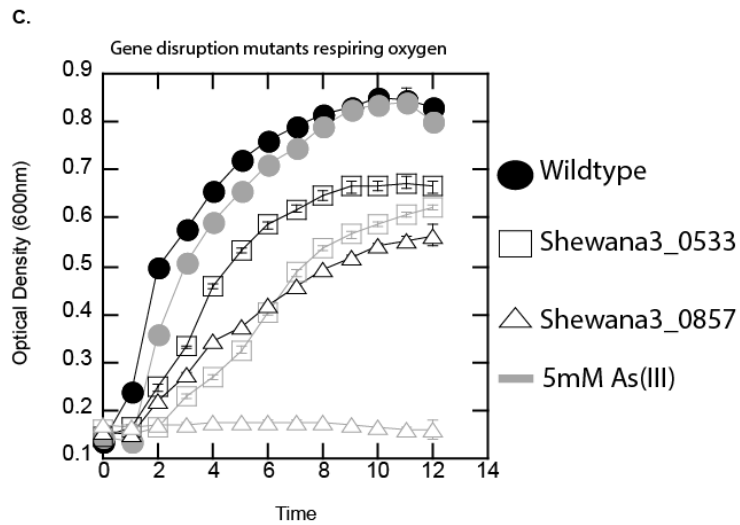 C.
Gene disruption mutants respiring oxygen
0.9
0.8
0.7
0.6
0.5
0.4
0.3
0.2
0.1
0 2 4 6 8 10 12 14
Optical Density (600nm)
Time
Wildtype
Shewana3_0533
Shewana3_0857
5mM As(III)